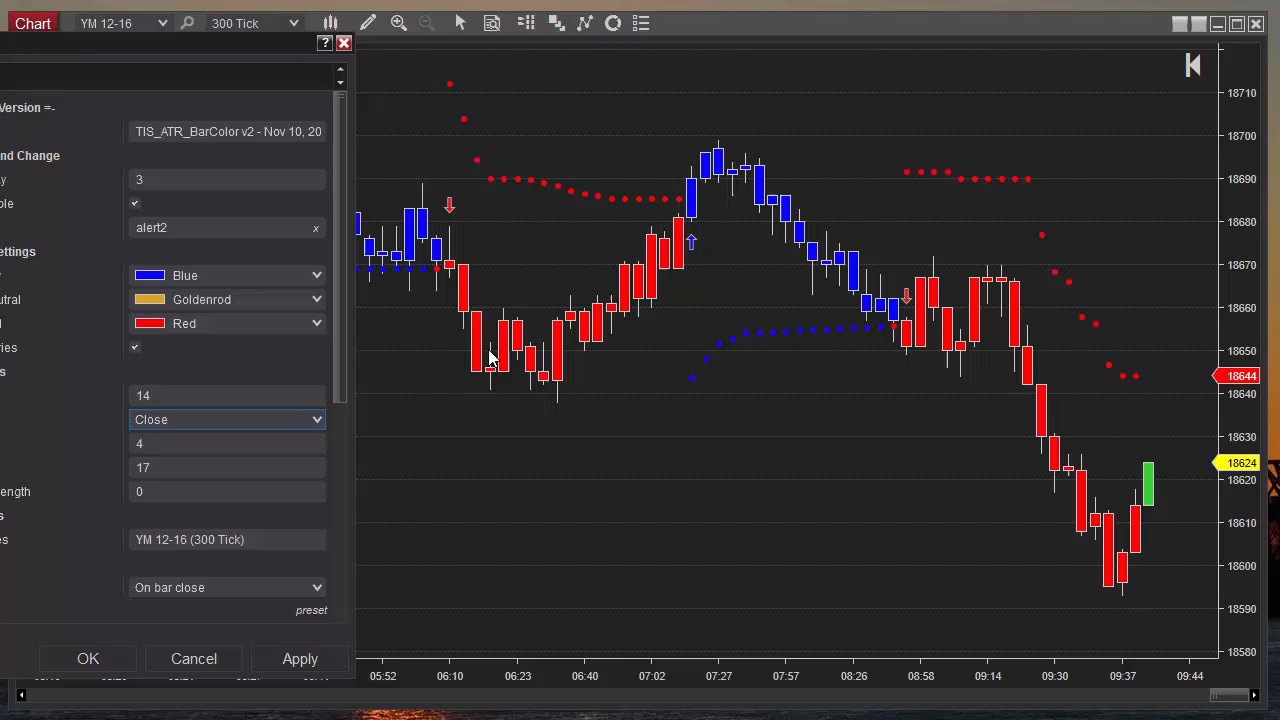 Chart YM 12-16 300 Tick
?
Version =-
TIS_ATR_BarColor v2 - Nov 10, 20
nd Change
y 3
ole
alert2 x
ettings
Blue
utral Goldenrod
l Red
ries
s
14
Close
4
17
ength 0
s
es YM 12-16 (300 Tick)
On bar close
preset
OK Cancel Apply
18710
18700
18690
18680
18670
18660
18650
18644
18640
18630
18624
18620
18610
18600
18590
18580
05:52 06:10 06:23 06:40 07:02 07:27 07:57 08:26 08:58 09:14 09:30 09:37 09:44